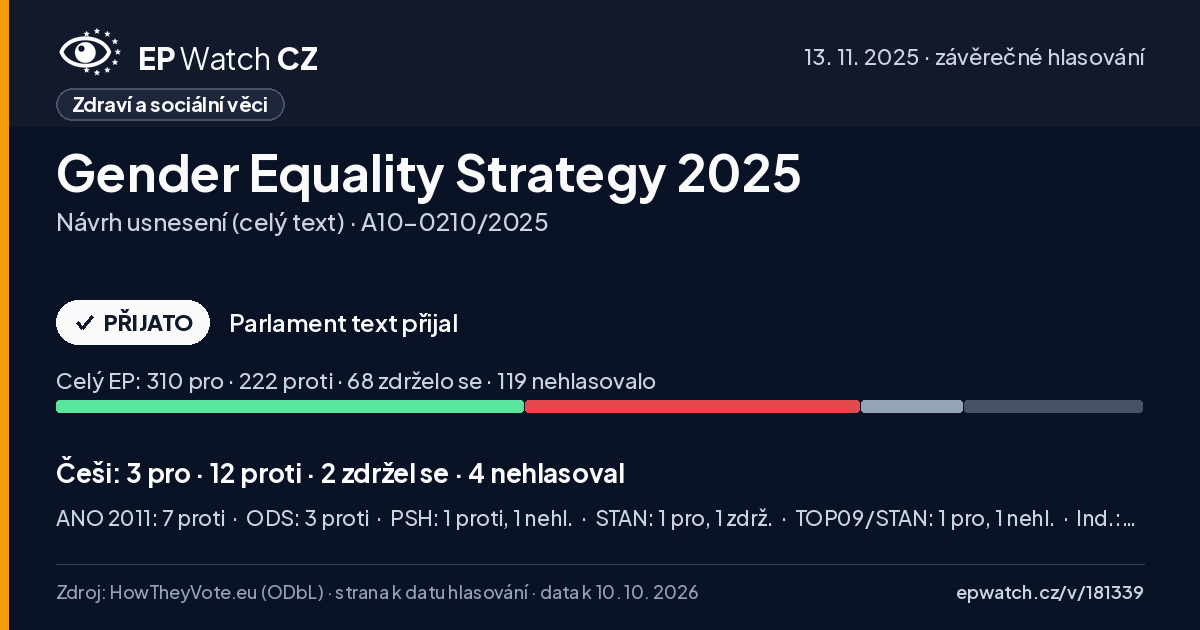 EP Watch CZ
13. 11. 2025 · závěrečné hlasování
Zdraví a sociální věci
Gender Equality Strategy 2025
Návrh usnesení (celý text) · A10–0210/2025
✓ PŘIJATO Parlament text přijal
Celý EP: 310 pro · 222 proti · 68 zdrželo se · 119 nehlasovalo
Češi: 3 pro · 12 proti · 2 zdržel se · 4 nehlasoval
ANO 2011: 7 proti · ODS: 3 proti · PSH: 1 proti, 1 nehl. · STAN: 1 pro, 1 zdrž. · TOP09/STAN: 1 pro, 1 nehl. · Ind.:…
Zdroj: HowTheyVote.eu (ODbL) · strana k datu hlasování · data k 10. 10. 2026
epwatch.cz/v/181339